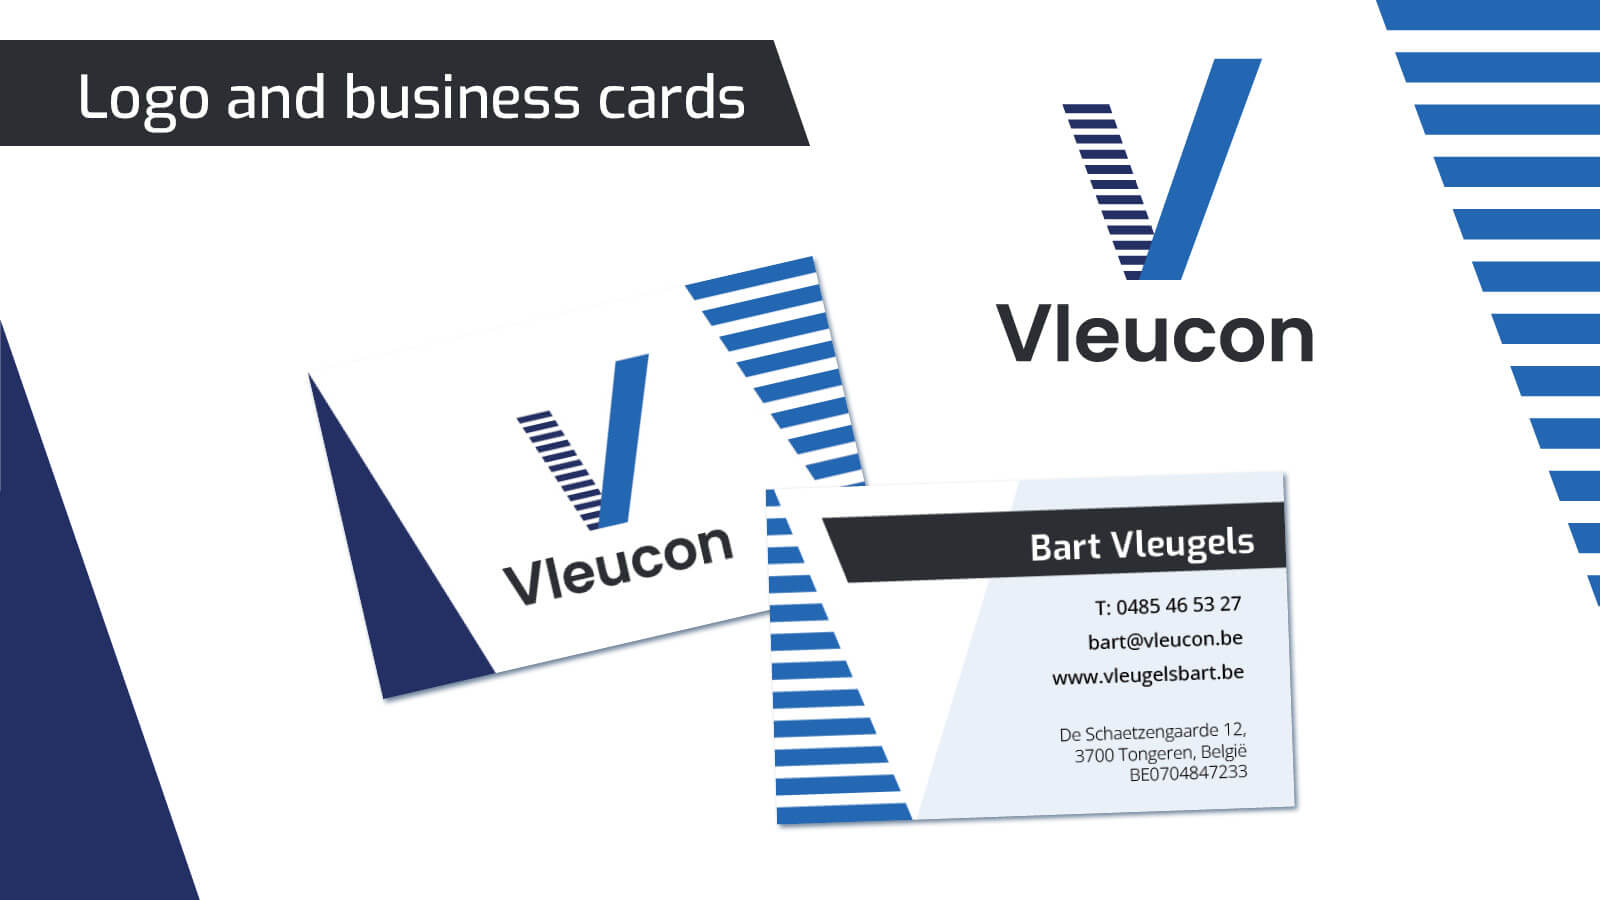 Logo and business cards
Vleucon
Vleucon
Bart Vleugels
T: 0485 46 53 27
bart@vleucon.be
www.vleugelsbart.be
De Schaetzengaarde 12,
3700 Tongeren, België
BE0704847233